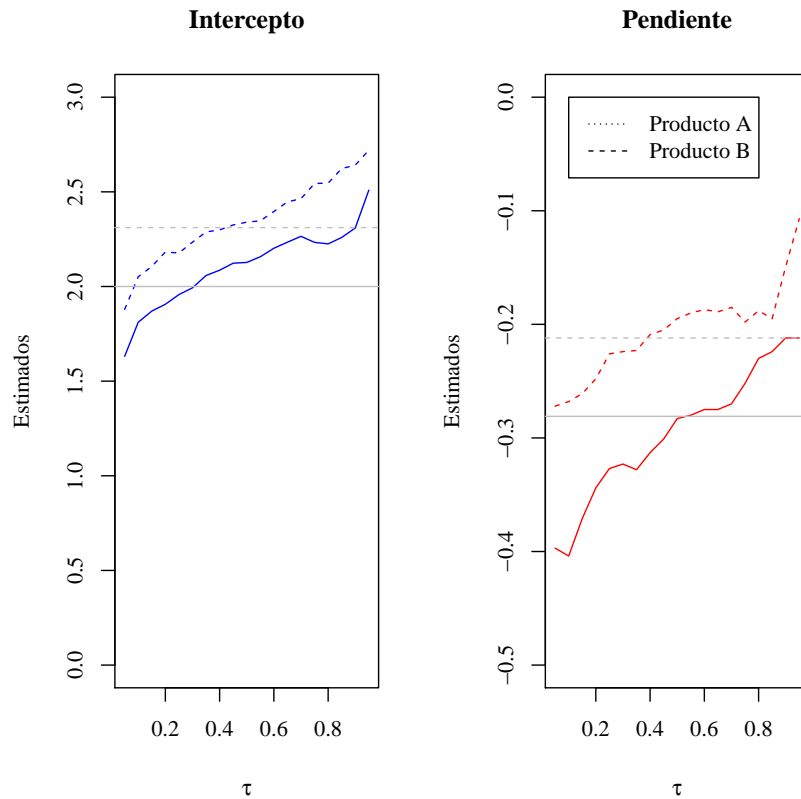 Intercepto
Estimados
3.0
2.5
2.0
1.5
1.0
0.5
0.0
0.2 0.4 0.6 0.8
τ
Pendiente
Estimados
0.0
−0.1
−0.2
−0.3
−0.4
−0.5
Producto A
Producto B
0.2 0.4 0.6 0.8
τ